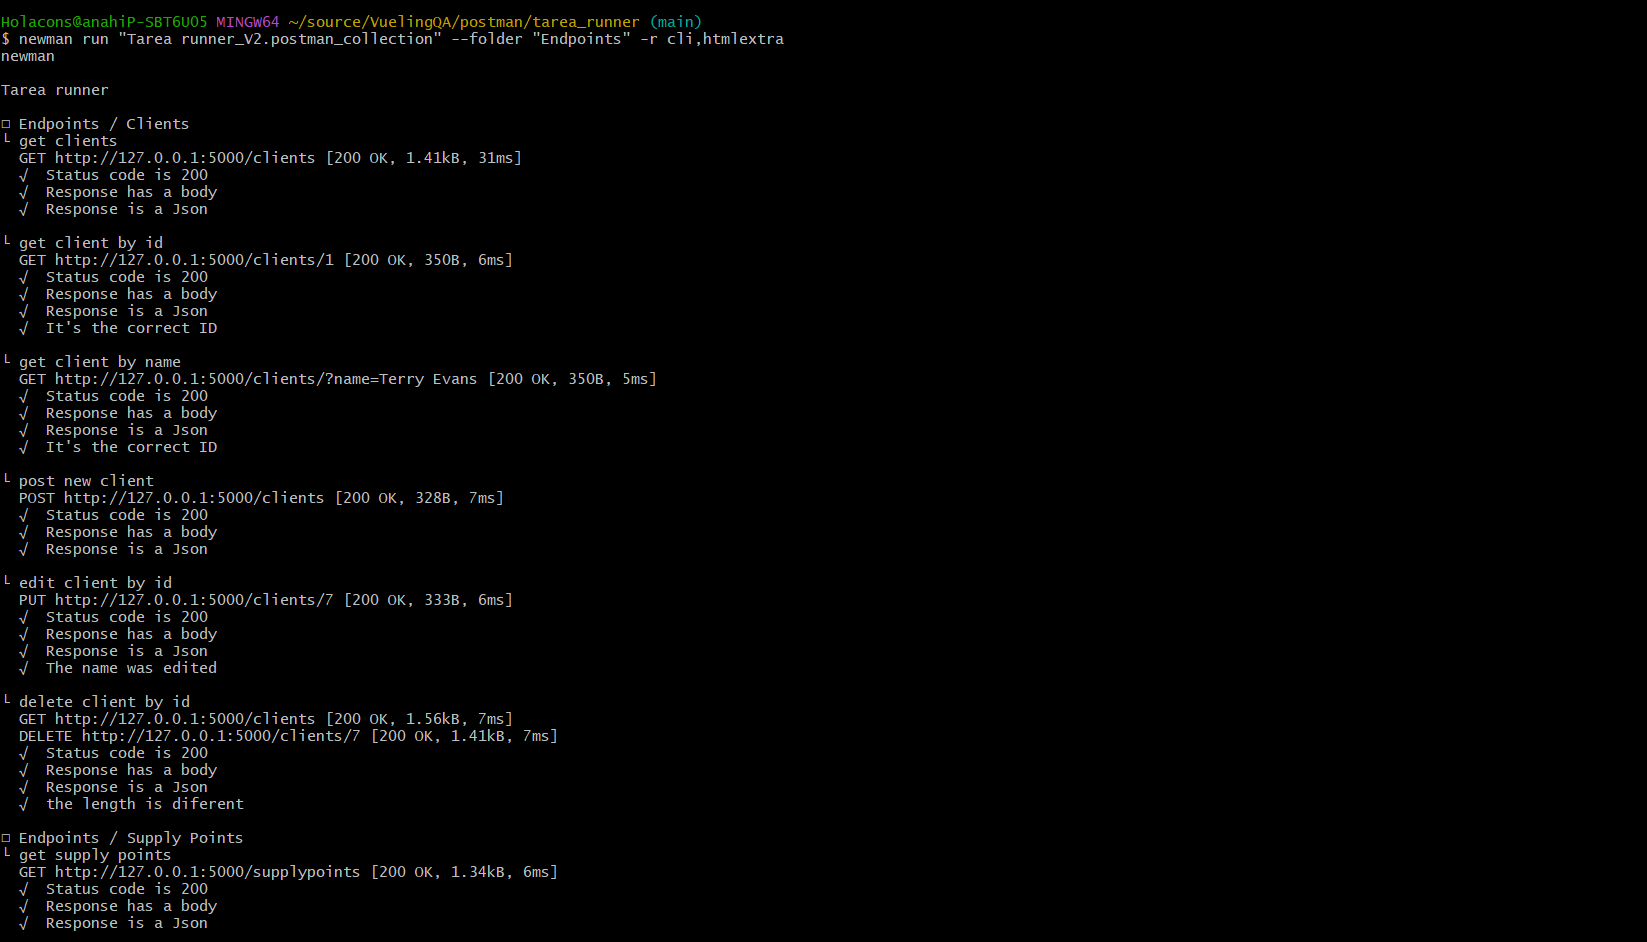 Holacons@anahiP-SBT6UO5 MINGW64 ~/source/VuelingQA/postman/tarea_runner (main)
$ newman run "Tarea runner_V2.postman_collection" --folder "Endpoints" -r cli,htmlextra
newman

Tarea runner

□ Endpoints / Clients
└ get clients
  GET http://127.0.0.1:5000/clients [200 OK, 1.41kB, 31ms]
  √  Status code is 200
  √  Response has a body
  √  Response is a Json

└ get client by id
  GET http://127.0.0.1:5000/clients/1 [200 OK, 350B, 6ms]
  √  Status code is 200
  √  Response has a body
  √  Response is a Json
  √  It's the correct ID

└ get client by name
  GET http://127.0.0.1:5000/clients/?name=Terry Evans [200 OK, 350B, 5ms]
  √  Status code is 200
  √  Response has a body
  √  Response is a Json
  √  It's the correct ID

└ post new client
  POST http://127.0.0.1:5000/clients [200 OK, 328B, 7ms]
  √  Status code is 200
  √  Response has a body
  √  Response is a Json

└ edit client by id
  PUT http://127.0.0.1:5000/clients/7 [200 OK, 333B, 6ms]
  √  Status code is 200
  √  Response has a body
  √  Response is a Json
  √  The name was edited

└ delete client by id
  GET http://127.0.0.1:5000/clients [200 OK, 1.56kB, 7ms]
  DELETE http://127.0.0.1:5000/clients/7 [200 OK, 1.41kB, 7ms]
  √  Status code is 200
  √  Response has a body
  √  Response is a Json
  √  the length is diferent

□ Endpoints / Supply Points
└ get supply points
  GET http://127.0.0.1:5000/supplypoints [200 OK, 1.34kB, 6ms]
  √  Status code is 200
  √  Response has a body
  √  Response is a Json